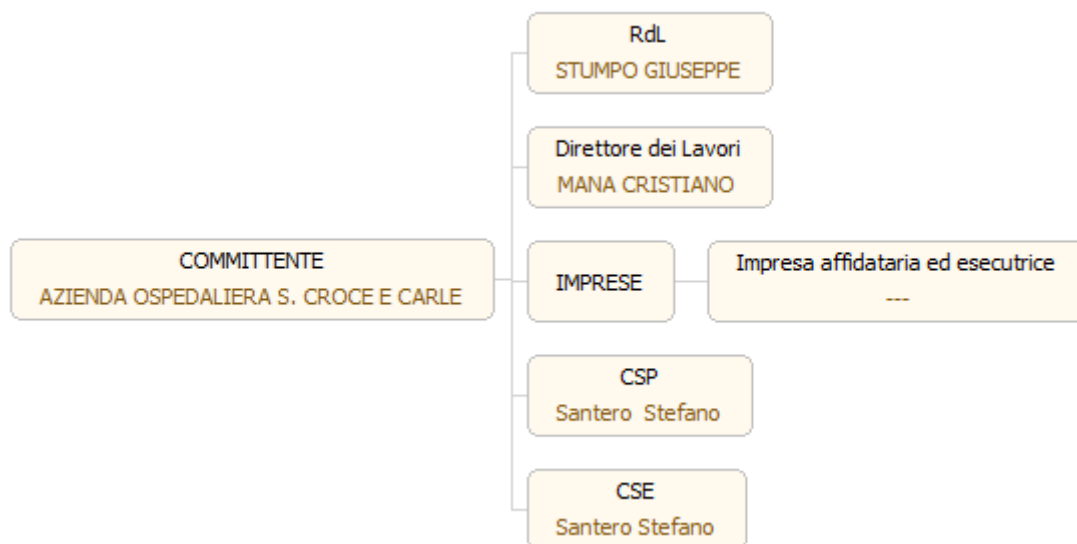 RdL
STUMPO GIUSEPPE
Direttore dei Lavori
MANA CRISTIANO
COMMITTENTE
AZIENDA OSPEDALIERA S. CROCE E CARLE
IMPRESE
Impresa affidataria ed esecutrice
---
CSP
Santero  Stefano
CSE
Santero Stefano